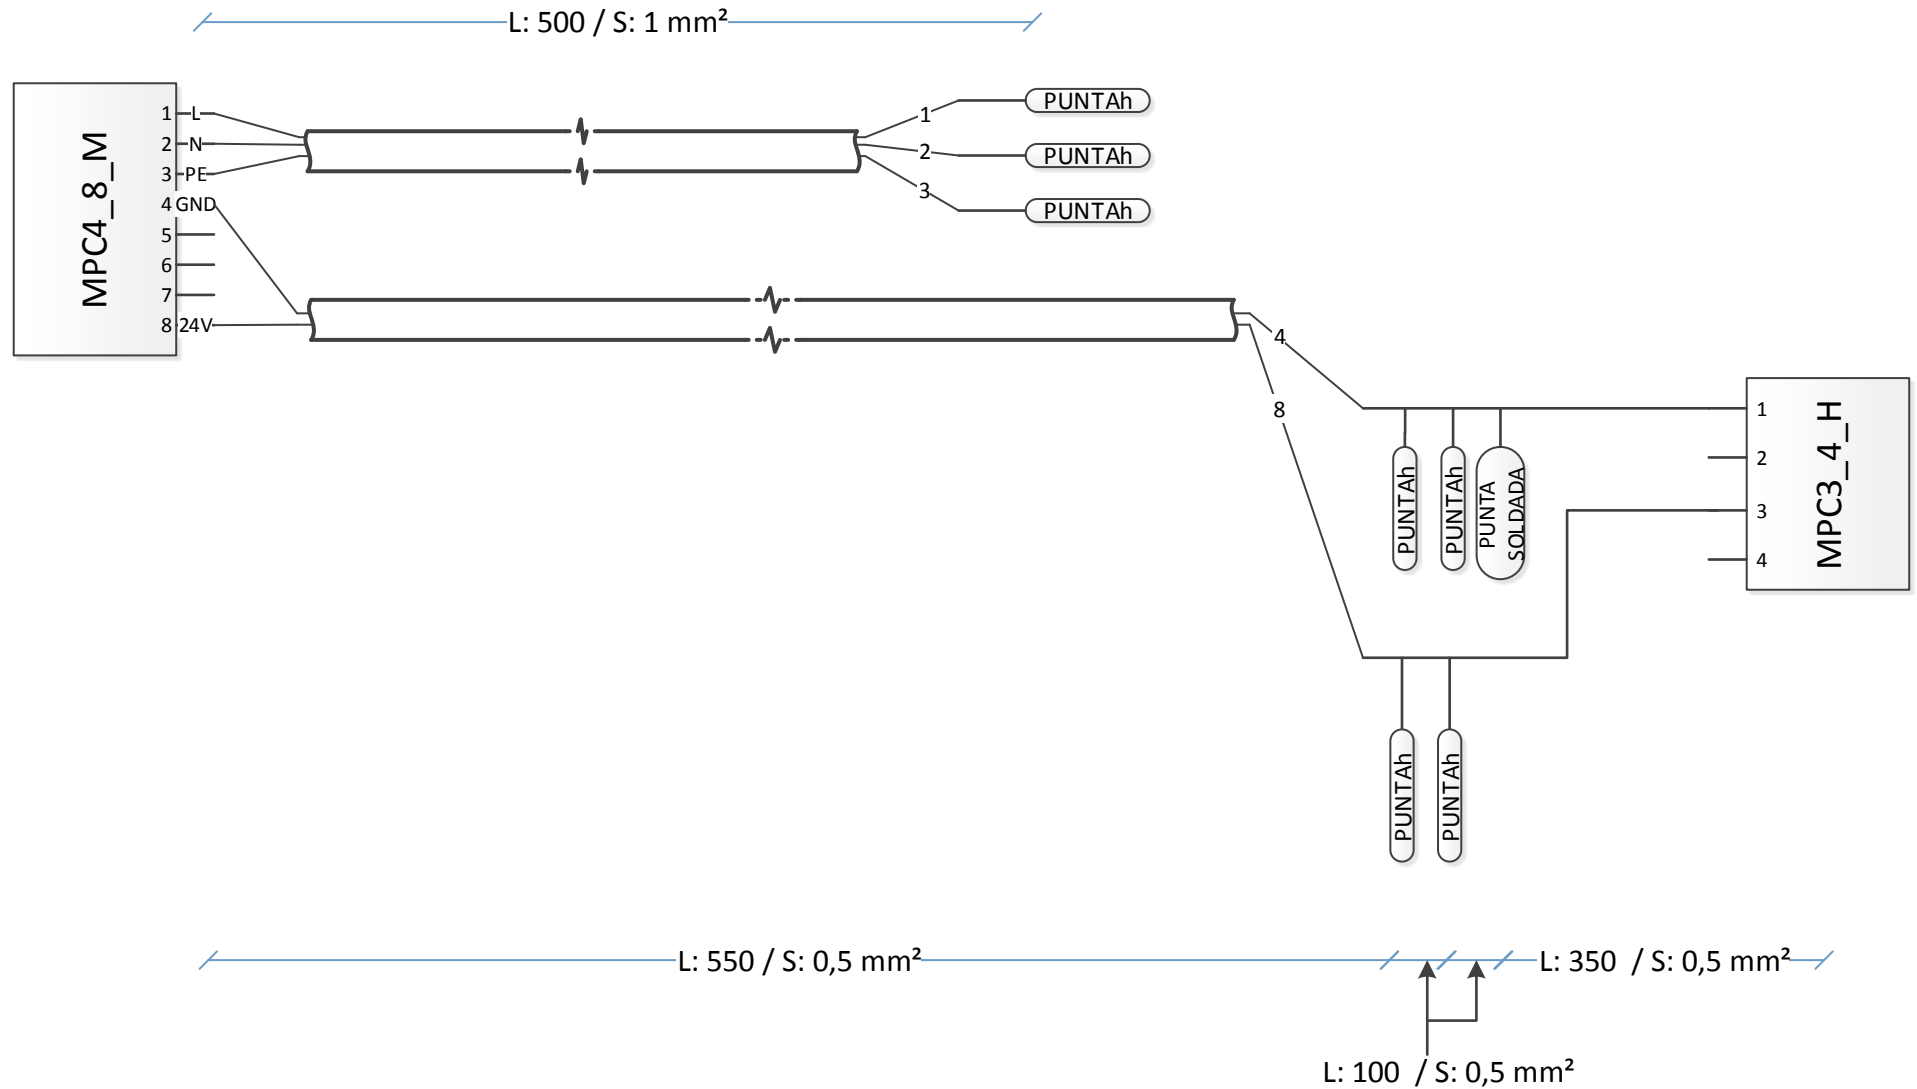 L: 500 / S: 1 mm²
MPC4_8_M
1 L
2 N
3 PE
4 GND
5
6
7
8 24V
1
PUNTAh
2
PUNTAh
3
PUNTAh
4
8
PUNTAh
PUNTAh
PUNTA
SOLDADA
1
2
3
4
MPC3_4_H
PUNTAh
PUNTAh
L: 550 / S: 0,5 mm²
L: 350 / S: 0,5 mm²
L: 100 / S: 0,5 mm²